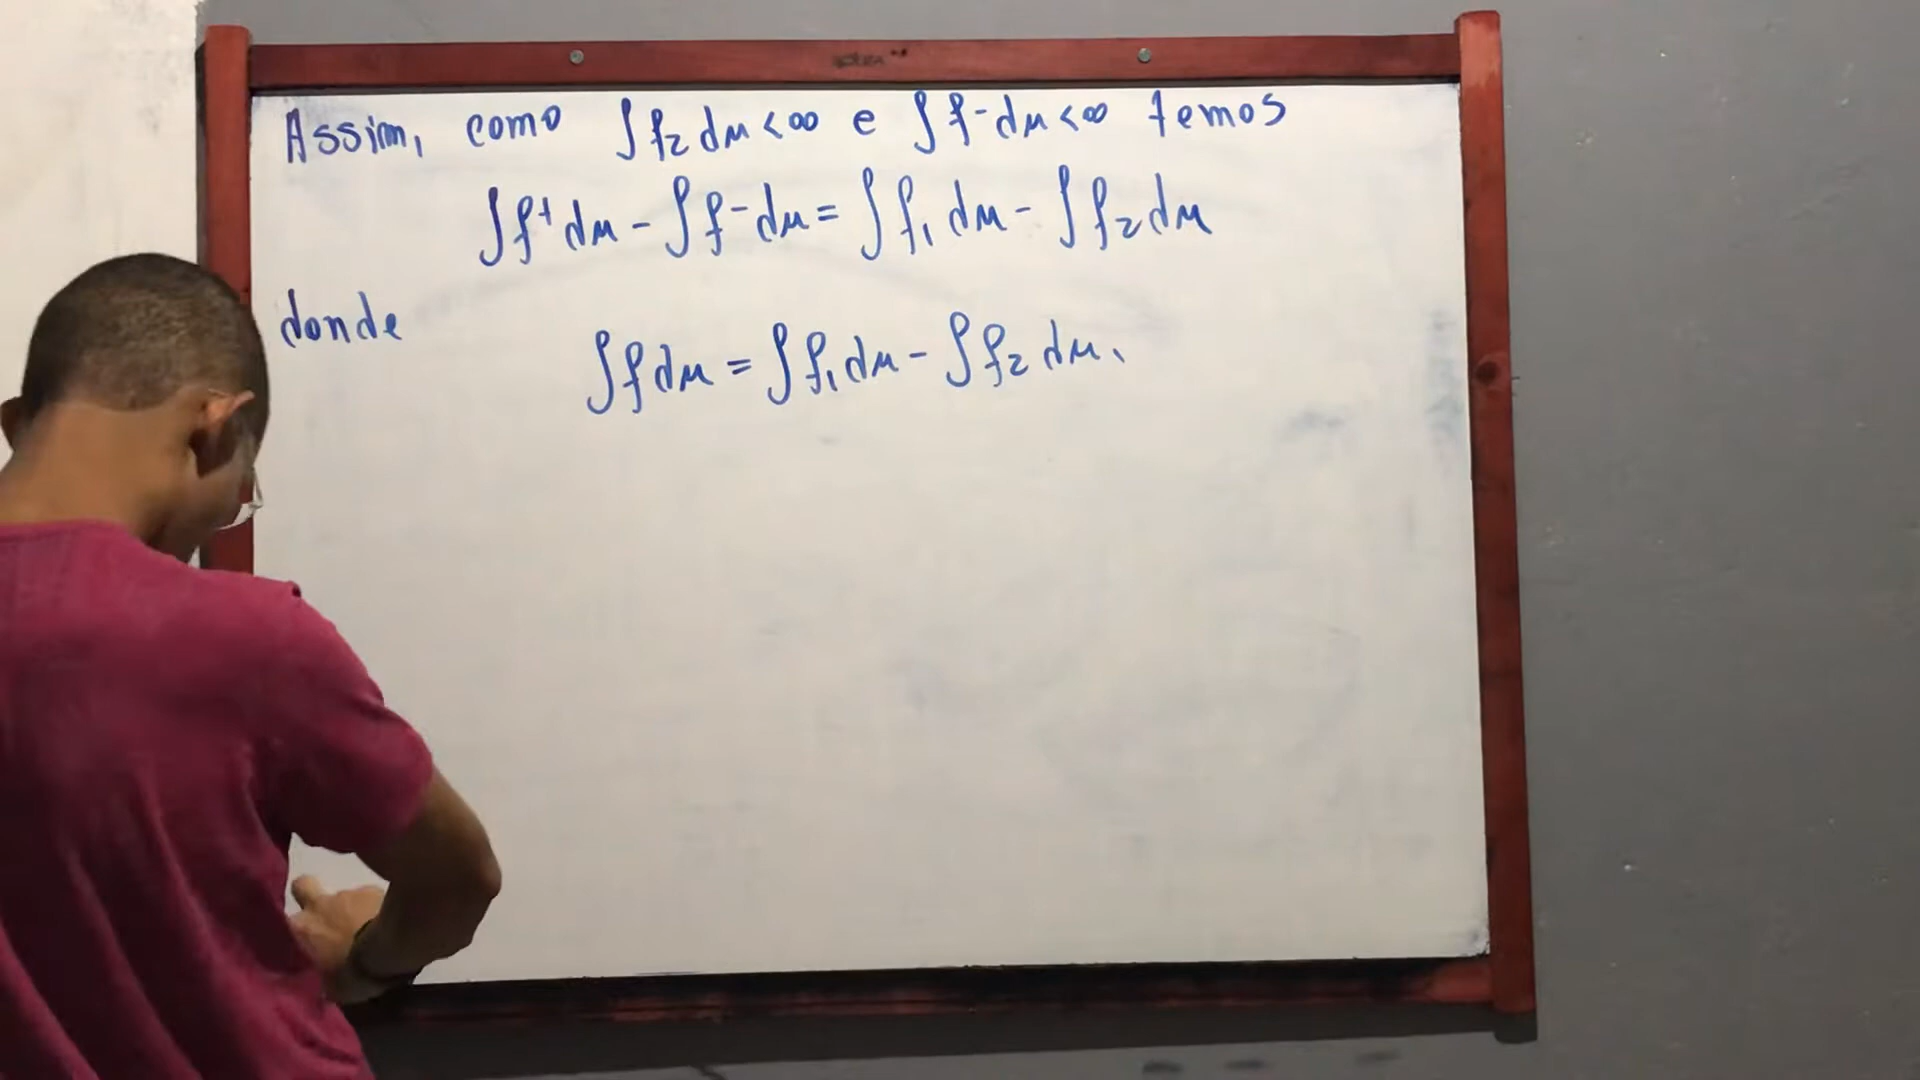 Assim, como ∫f₂dμ<∞ e ∫f⁻dμ<∞ temos
∫f⁺dμ-∫f⁻dμ=∫f₁dμ-∫f₂dμ
donde
∫fdμ=∫f₁dμ-∫f₂dμ.